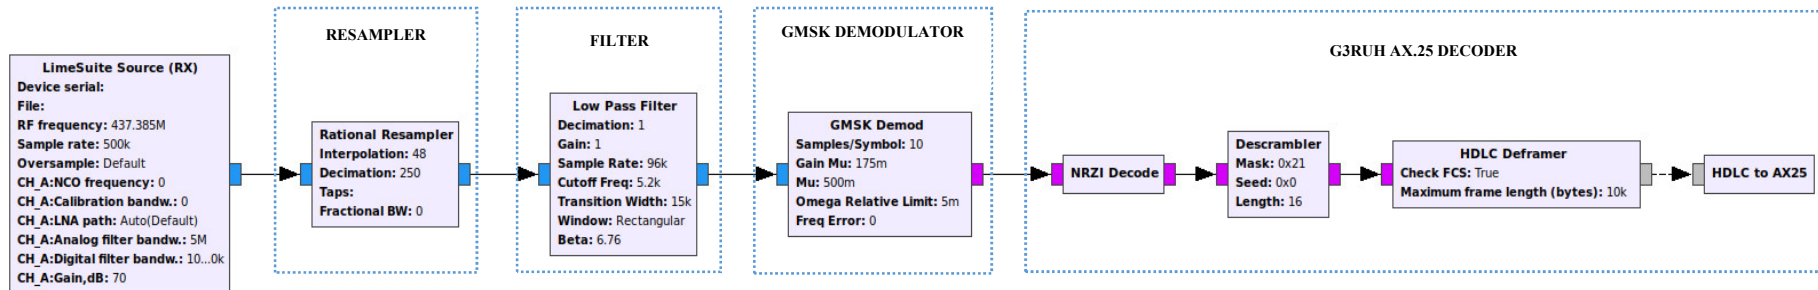 LimeSuite Source (RX)
Device serial:
File:
RF frequency: 437.385M
Sample rate: 500k
Oversample: Default
CH_A:NCO frequency: 0
CH_A:Calibration bandw.: 0
CH_A:LNA path: Auto(Default)
CH_A:Analog filter bandw.: 5M
CH_A:Digital filter bandw.: 10...0k
CH_A:Gain,dB: 70
RESAMPLER
Rational Resampler
Interpolation: 48
Decimation: 250
Taps:
Fractional BW: 0
FILTER
Low Pass Filter
Decimation: 1
Gain: 1
Sample Rate: 96k
Cutoff Freq: 5.2k
Transition Width: 15k
Window: Rectangular
Beta: 6.76
GMSK DEMODULATOR
GMSK Demod
Samples/Symbol: 10
Gain Mu: 175m
Mu: 500m
Omega Relative Limit: 5m
Freq Error: 0
G3RUH AX.25 DECODER
NRZI Decode
Descrambler
Mask: 0x21
Seed: 0x0
Length: 16
HDLC Deframer
Check FCS: True
Maximum frame length (bytes): 10k
HDLC to AX25